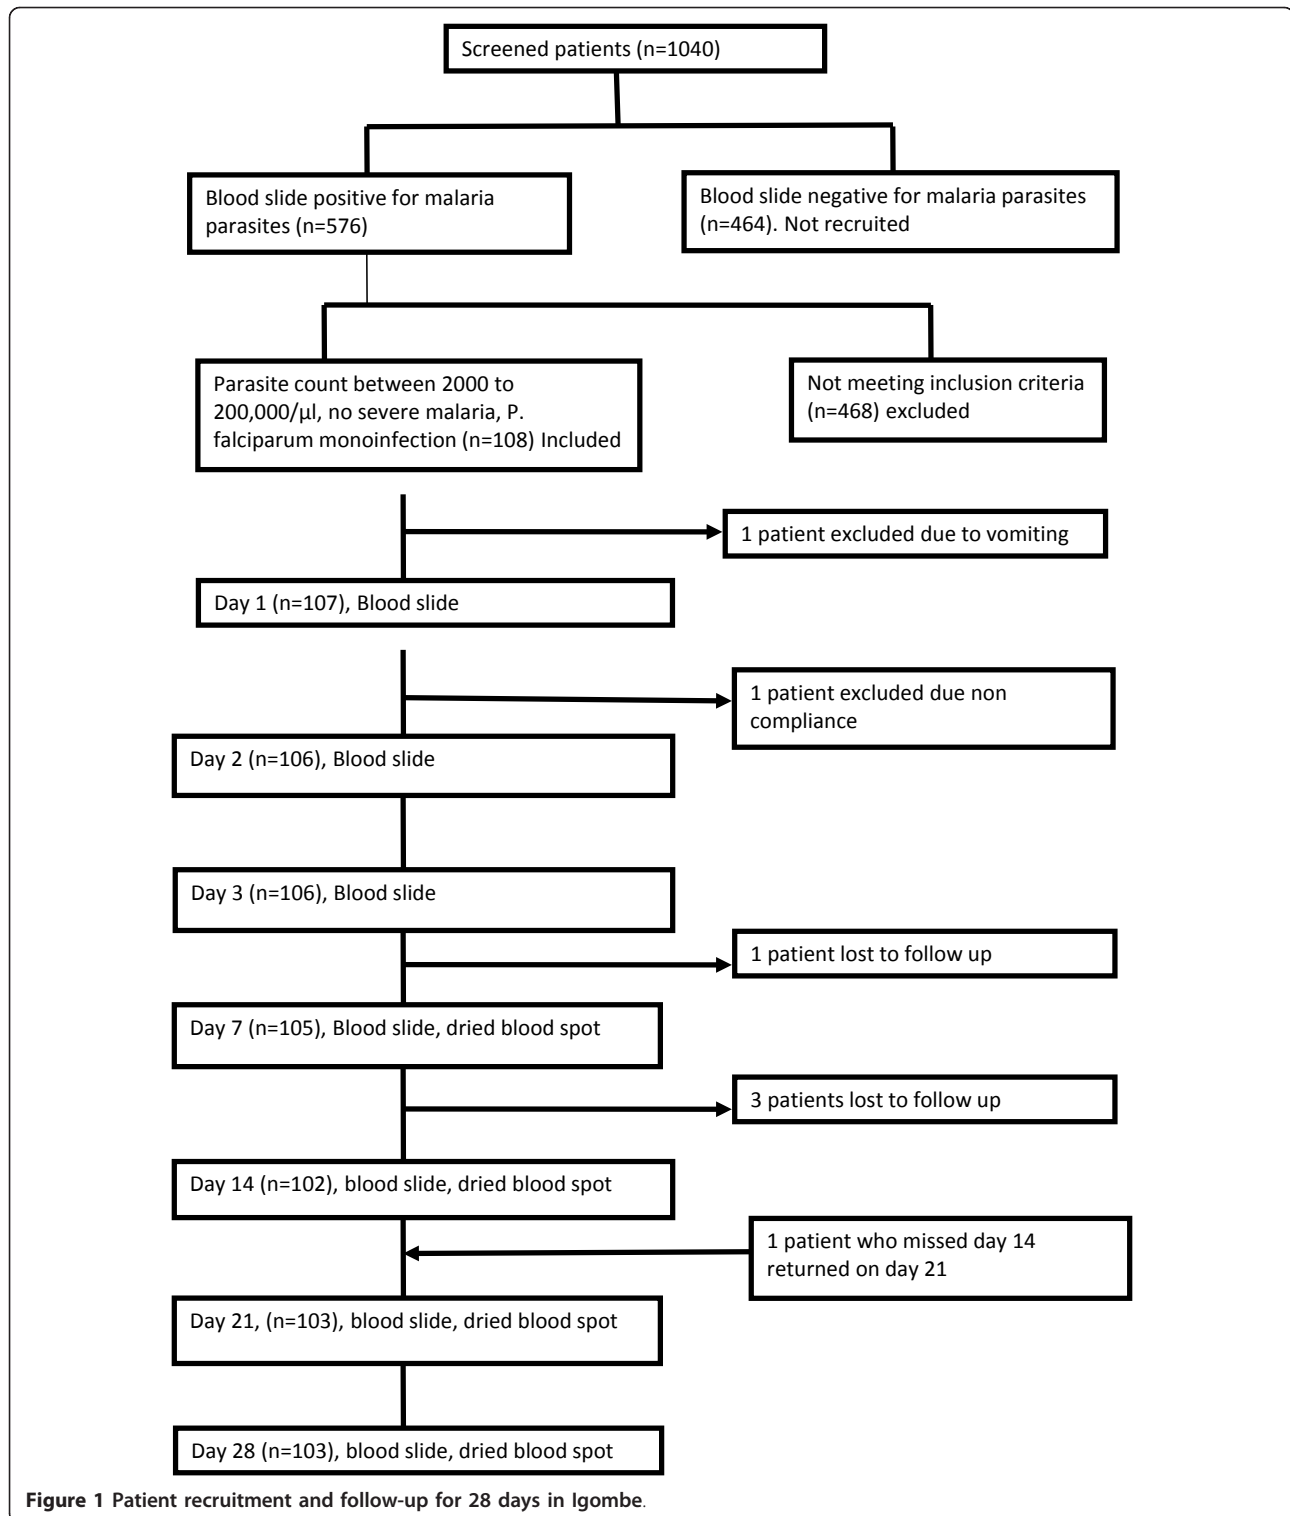 Screened patients (n=1040)
Blood slide positive for malaria
parasites (n=576)
Blood slide negative for malaria parasites
(n=464). Not recruited
Parasite count between 2000 to
200,000/µl, no severe malaria, P.
falciparum monoinfection (n=108) Included
Not meeting inclusion criteria
(n=468) excluded
1 patient excluded due to vomiting
Day 1 (n=107), Blood slide
1 patient excluded due non
compliance
Day 2 (n=106), Blood slide
Day 3 (n=106), Blood slide
1 patient lost to follow up
Day 7 (n=105), Blood slide, dried blood spot
3 patients lost to follow up
Day 14 (n=102), blood slide, dried blood spot
1 patient who missed day 14
returned on day 21
Day 21, (n=103), blood slide, dried blood spot
Day 28 (n=103), blood slide, dried blood spot
Figure 1 Patient recruitment and follow-up for 28 days in Igombe.